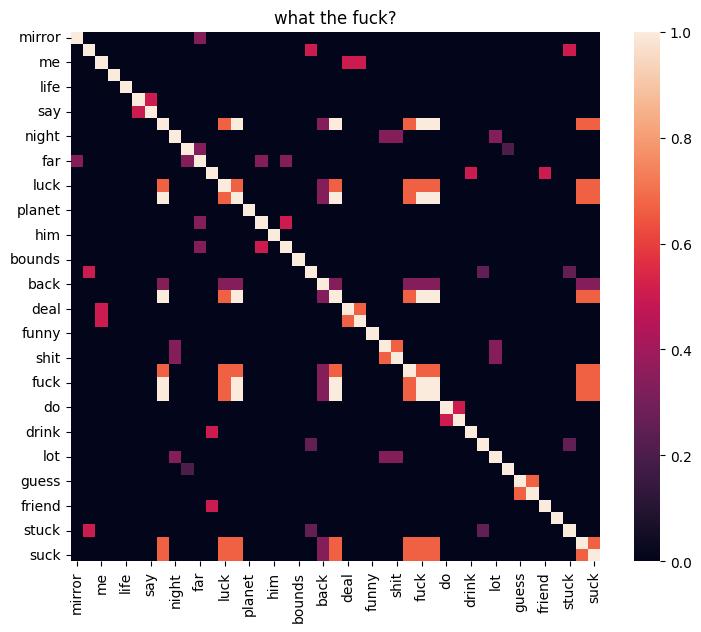 what the fuck?
mirror
me
life
say
night
far
luck
planet
him
bounds
back
deal
funny
shit
fuck
do
drink
lot
guess
friend
stuck
suck
1.0
0.8
0.6
0.4
0.2
0.0
mirror me life say night far luck planet him bounds back deal funny shit fuck do drink lot guess friend stuck suck